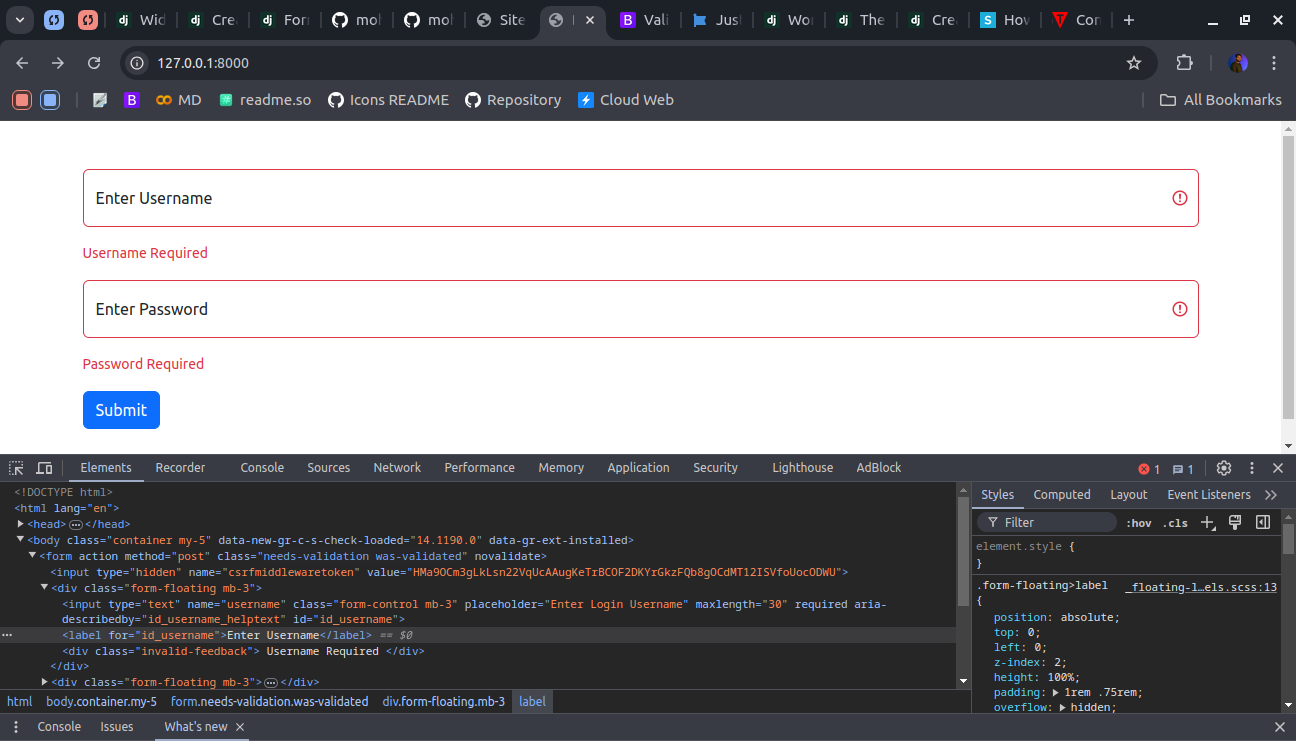 Wid
Cre
For
mol
mol
Site
Vali
Just
Wor
The
Cre
Hov
Con
127.0.0.1:8000
MD
readme.so
Icons README
Repository
Cloud Web
All Bookmarks
Enter Username
Username Required
Enter Password
Password Required
Submit
Elements Recorder Console Sources Network Performance Memory Application Security Lighthouse AdBlock 1 1
<!DOCTYPE html>
<html lang="en">
<head> ⋯ </head>
<body class="container my-5" data-new-gr-c-s-check-loaded="14.1190.0" data-gr-ext-installed>
<form action method="post" class="needs-validation was-validated" novalidate>
<input type="hidden" name="csrfmiddlewaretoken" value="HMa9OCm3gLkLsn22VqUcAAugKeTrBCOF2DKYrGkzFQb8gOCdMT12ISVfoUocODWU">
<div class="form-floating mb-3">
<input type="text" name="username" class="form-control mb-3" placeholder="Enter Login Username" maxlength="30" required aria-
describedby="id_username_helptext" id="id_username">
<label for="id_username">Enter Username</label> == $0
<div class="invalid-feedback"> Username Required </div>
</div>
<div class="form-floating mb-3"> ⋯ </div>
html body.container.my-5 form.needs-validation.was-validated div.form-floating.mb-3 label
Styles Computed Layout Event Listeners
Filter :hov .cls
element.style {
}
.form-floating>label _floating-l…els.scss:13
{
position: absolute;
top: 0;
left: 0;
z-index: 2;
height: 100%;
padding: 1rem .75rem;
overflow: hidden;
Console Issues What's new